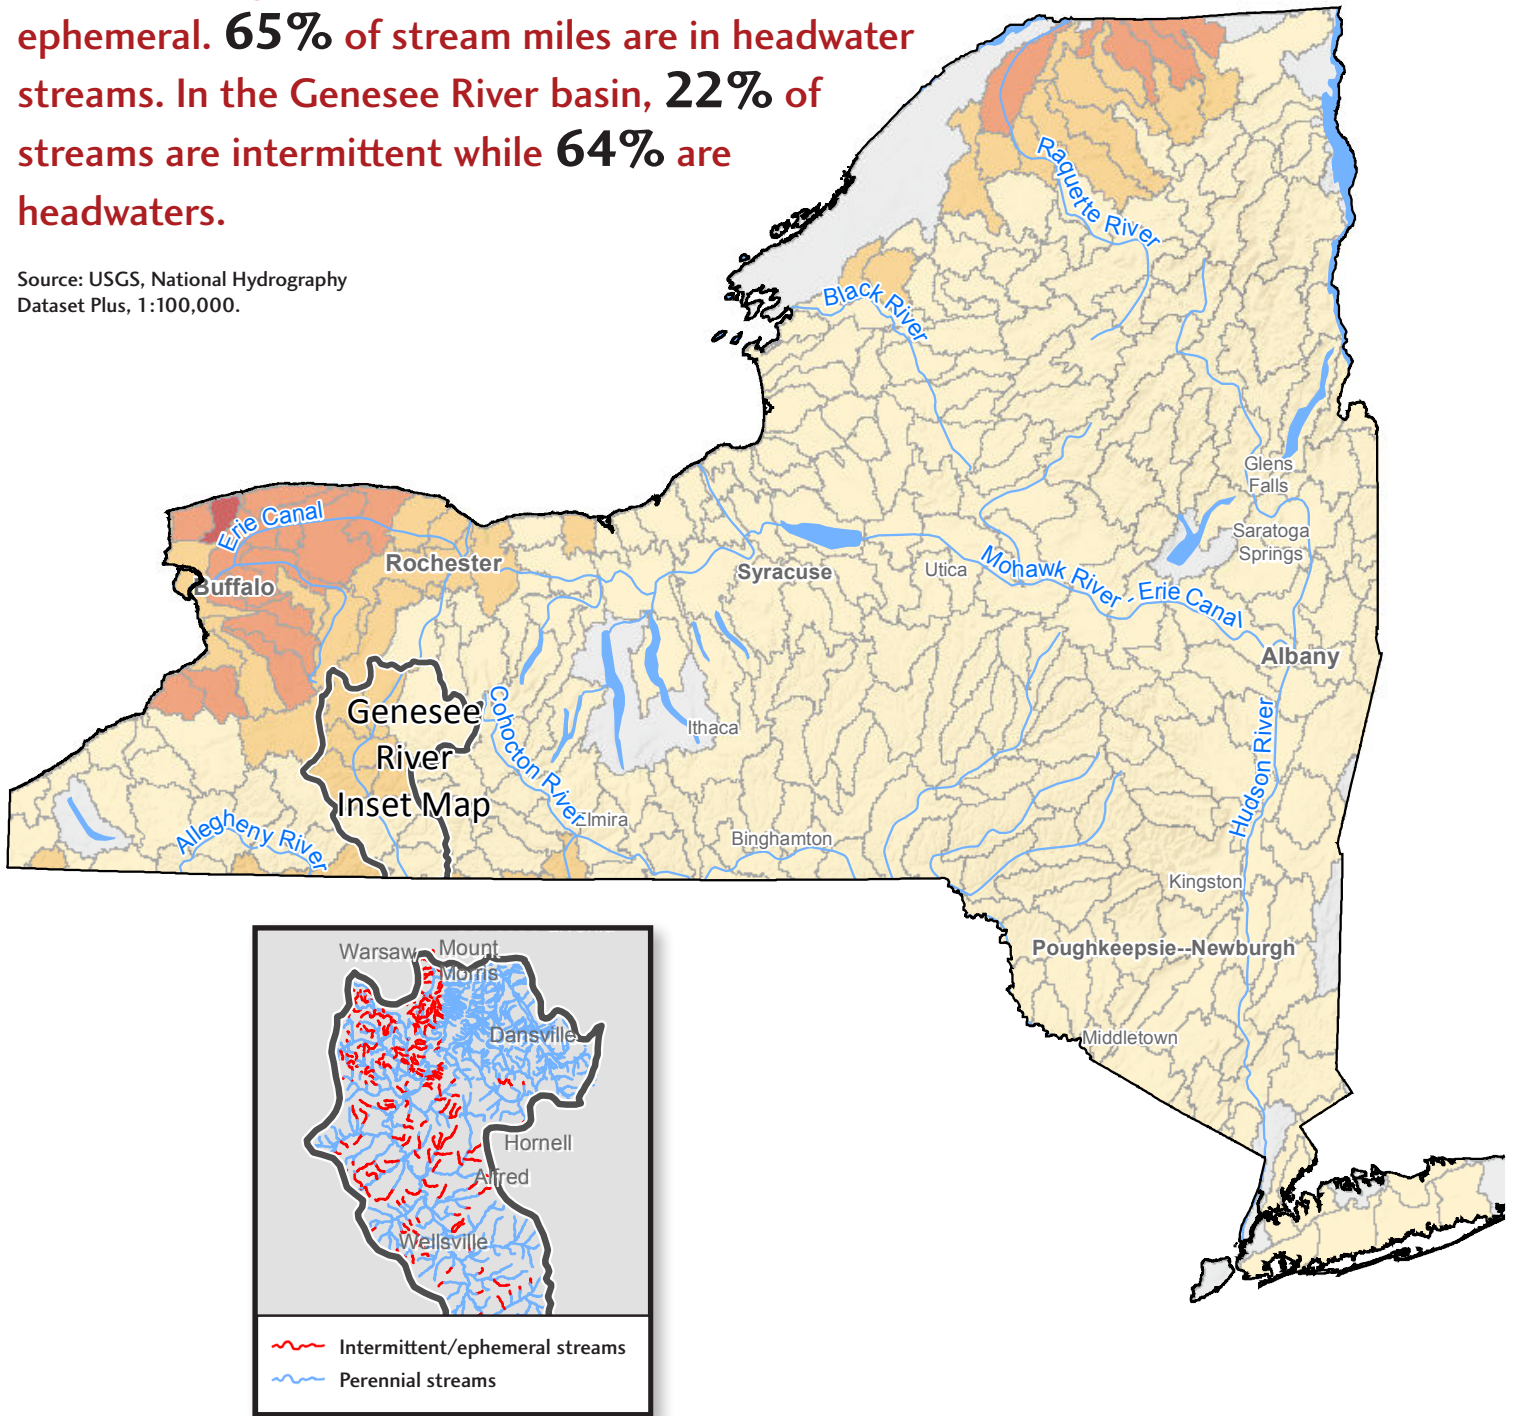 ephemeral. 65% of stream miles are in headwater
streams. In the Genesee River basin, 22% of
streams are intermittent while 64% are
headwaters.
Source: USGS, National Hydrography
Dataset Plus, 1:100,000.
Raquette River
Black River
Glens
Falls
Erie Canal
Saratoga
Springs
Rochester
Syracuse
Utica
Mohawk River - Erie Canal
Buffalo
Albany
Genesee
River
Inset Map
Cohocton River
Ithaca
Hudson River
Allegheny River
Elmira
Binghamton
Kingston
Poughkeepsie--Newburgh
Middletown
Warsaw
Mount
Morris
Dansville
Hornell
Alfred
Wellsville
Intermittent/ephemeral streams
Perennial streams